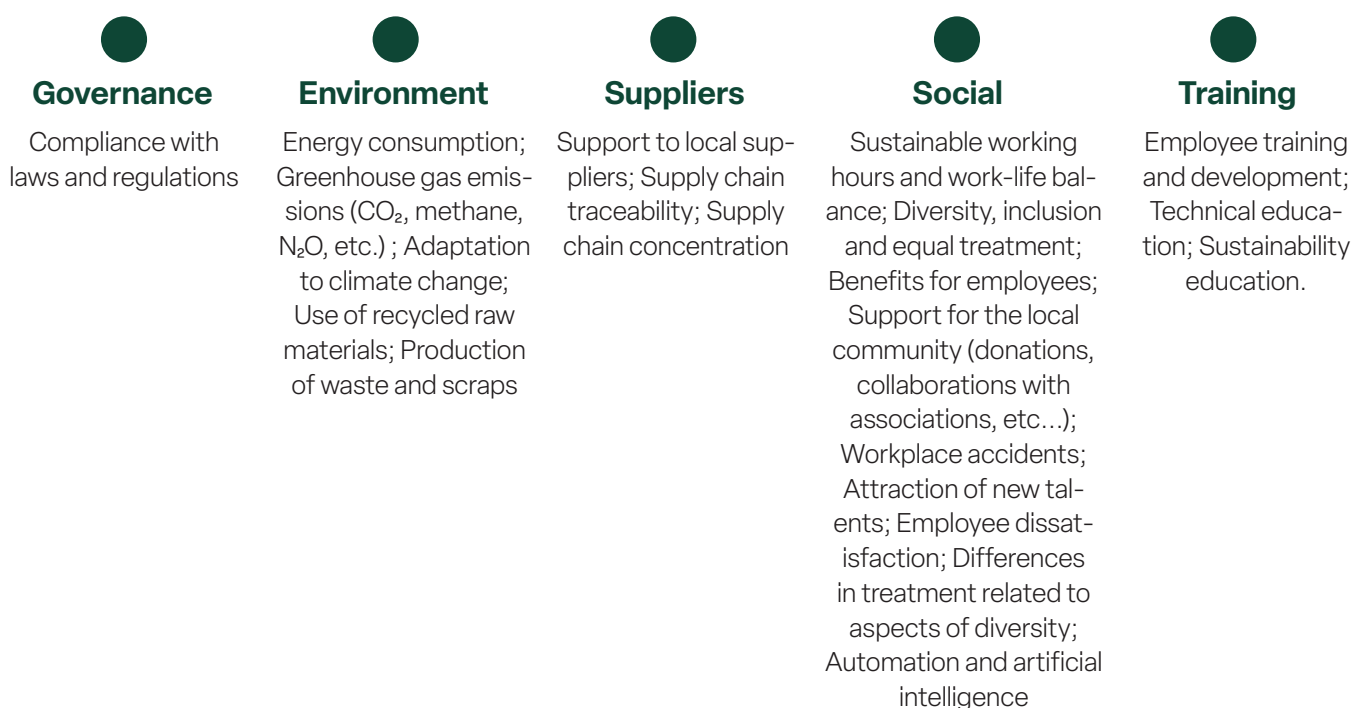 Governance
Compliance with
laws and regulations
Environment
Energy consumption;
Greenhouse gas emis-
sions (CO₂, methane,
N₂O, etc.) ; Adaptation
to climate change;
Use of recycled raw
materials; Production
of waste and scraps
Suppliers
Support to local sup-
pliers; Supply chain
traceability; Supply
chain concentration
Social
Sustainable working
hours and work-life bal-
ance; Diversity, inclusion
and equal treatment;
Benefits for employees;
Support for the local
community (donations,
collaborations with
associations, etc...);
Workplace accidents;
Attraction of new tal-
ents; Employee dissat-
isfaction; Differences
in treatment related to
aspects of diversity;
Automation and artificial
intelligence
Training
Employee training
and development;
Technical educa-
tion; Sustainability
education.